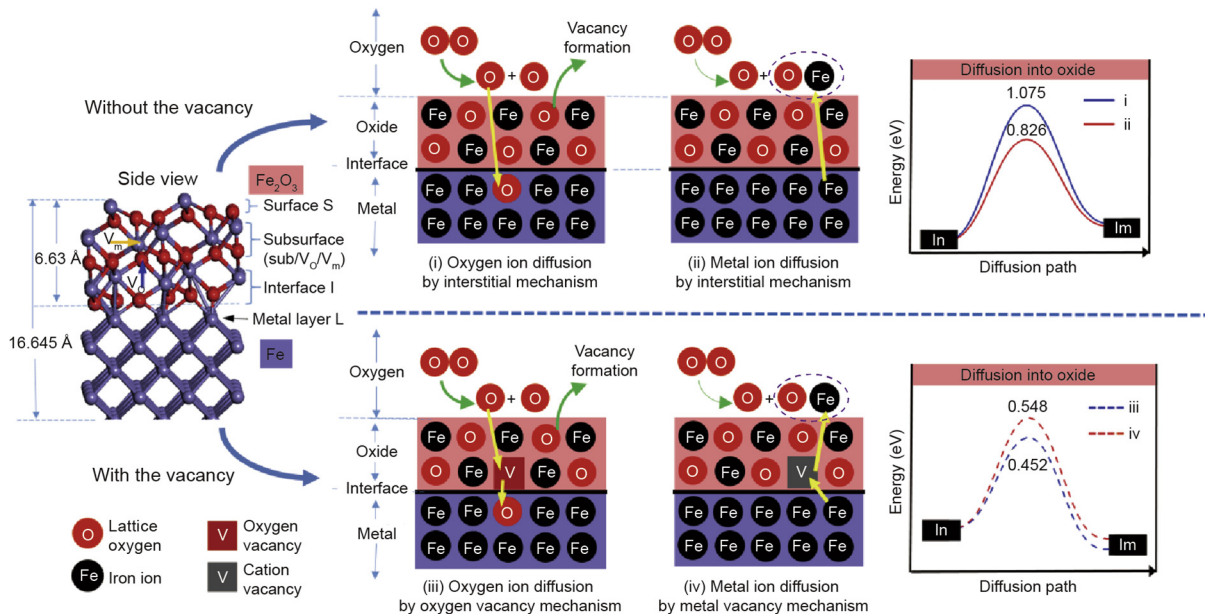 Without the vacancy
Side view
Fe2O3
Surface S
Subsurface
(sub/VO/Vm)
Interface I
Metal layer L
Fe
6.63 Å
16.645 Å
Vm
VO
With the vacancy
O
Lattice
oxygen
V
Oxygen
vacancy
Fe
Iron ion
V
Cation
vacancy
Oxygen
Oxide
Interface
Metal
O O
O + O
Vacancy
formation
Fe O Fe O Fe
O Fe O Fe O
Fe Fe O Fe Fe
Fe Fe Fe Fe Fe
(i) Oxygen ion diffusion
by interstitial mechanism
O O
O + O Fe
Fe O Fe O Fe
O Fe O Fe O
Fe Fe Fe Fe Fe
Fe Fe Fe Fe Fe
(ii) Metal ion diffusion
by interstitial mechanism
Diffusion into oxide
1.075
0.826
i
ii
Energy (eV)
In
Im
Diffusion path
Oxygen
Oxide
Interface
Metal
O O
O + O
Vacancy
formation
Fe O Fe O Fe
O Fe V Fe O
Fe Fe O Fe Fe
Fe Fe Fe Fe Fe
(iii) Oxygen ion diffusion
by oxygen vacancy mechanism
O O
O + O Fe
Fe O Fe O Fe
O Fe O V O
Fe Fe Fe Fe Fe
Fe Fe Fe Fe Fe
(iv) Metal ion diffusion
by metal vacancy mechanism
Diffusion into oxide
0.548
0.452
iii
iv
Energy (eV)
In
Im
Diffusion path